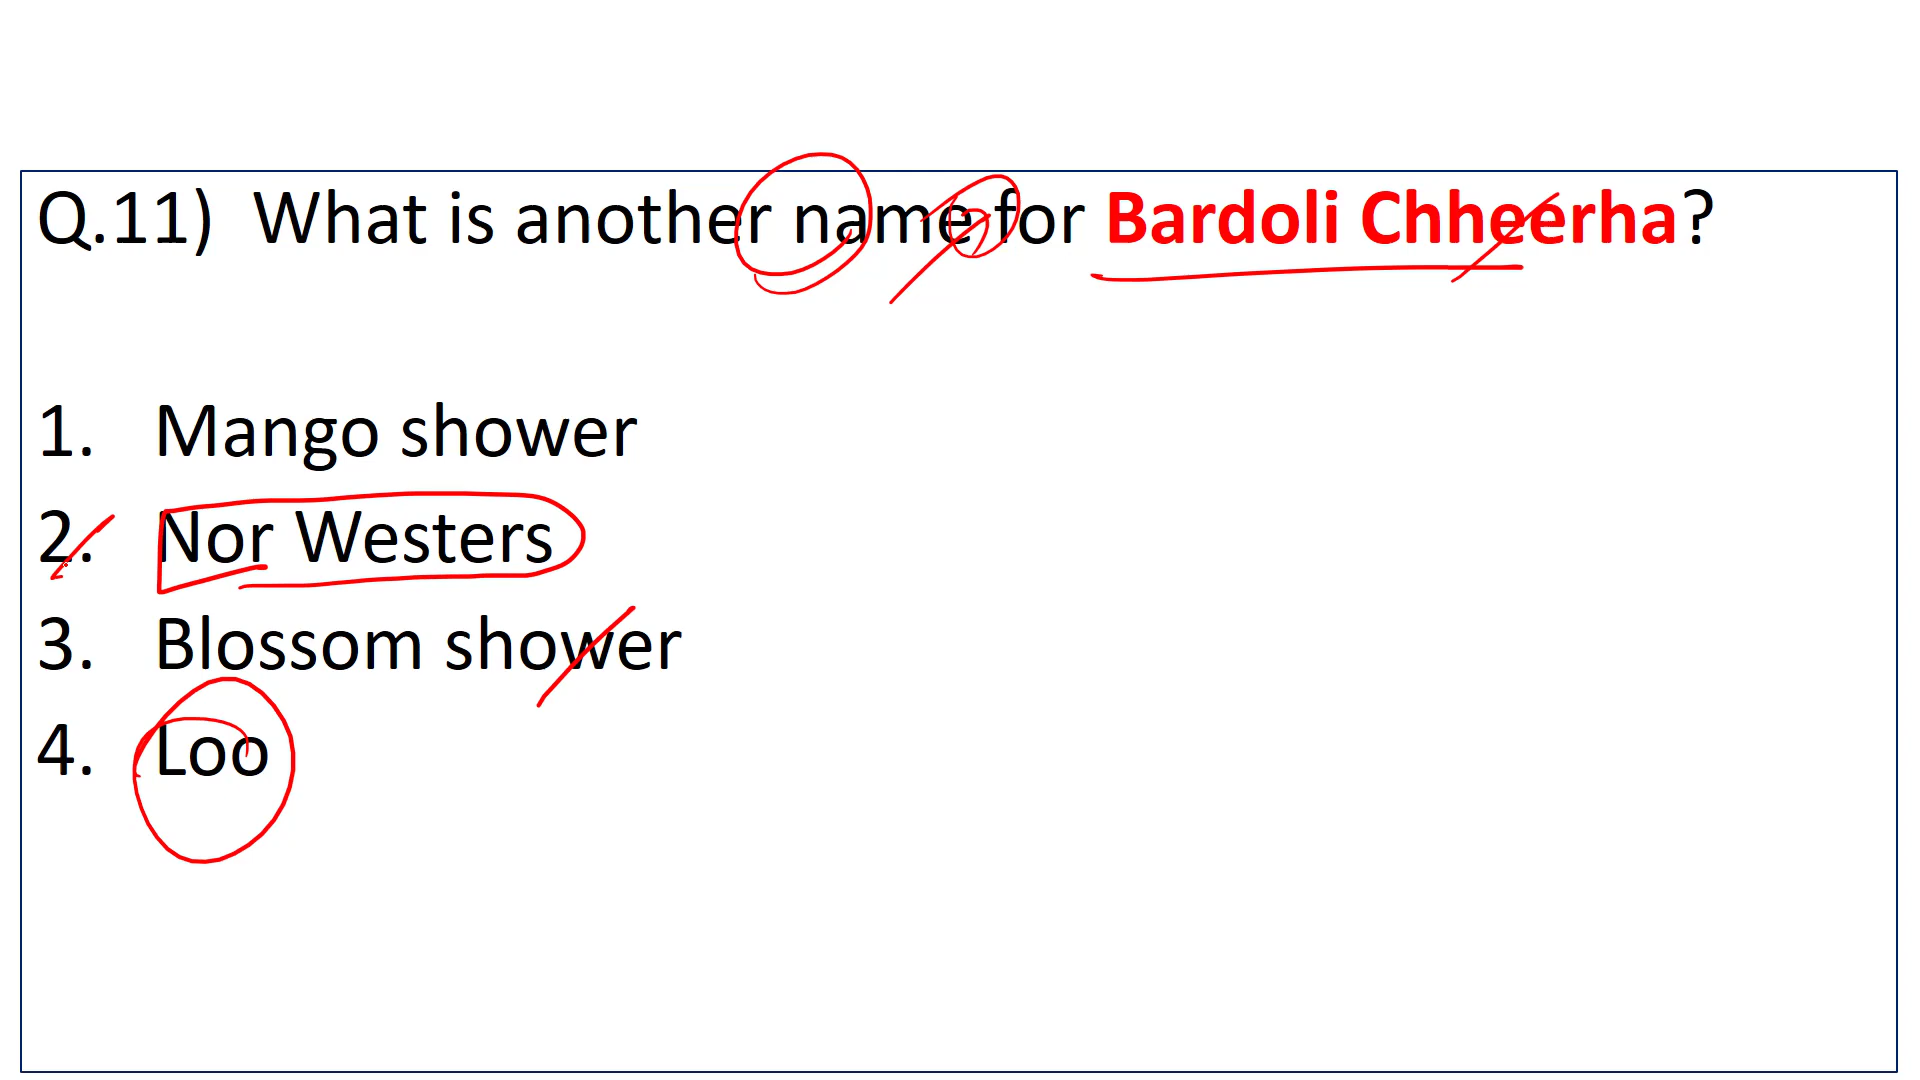 Q.11) What is another name for Bardoli Chheerha?
1. Mango shower
2. Nor Westers
3. Blossom shower
4. Loo